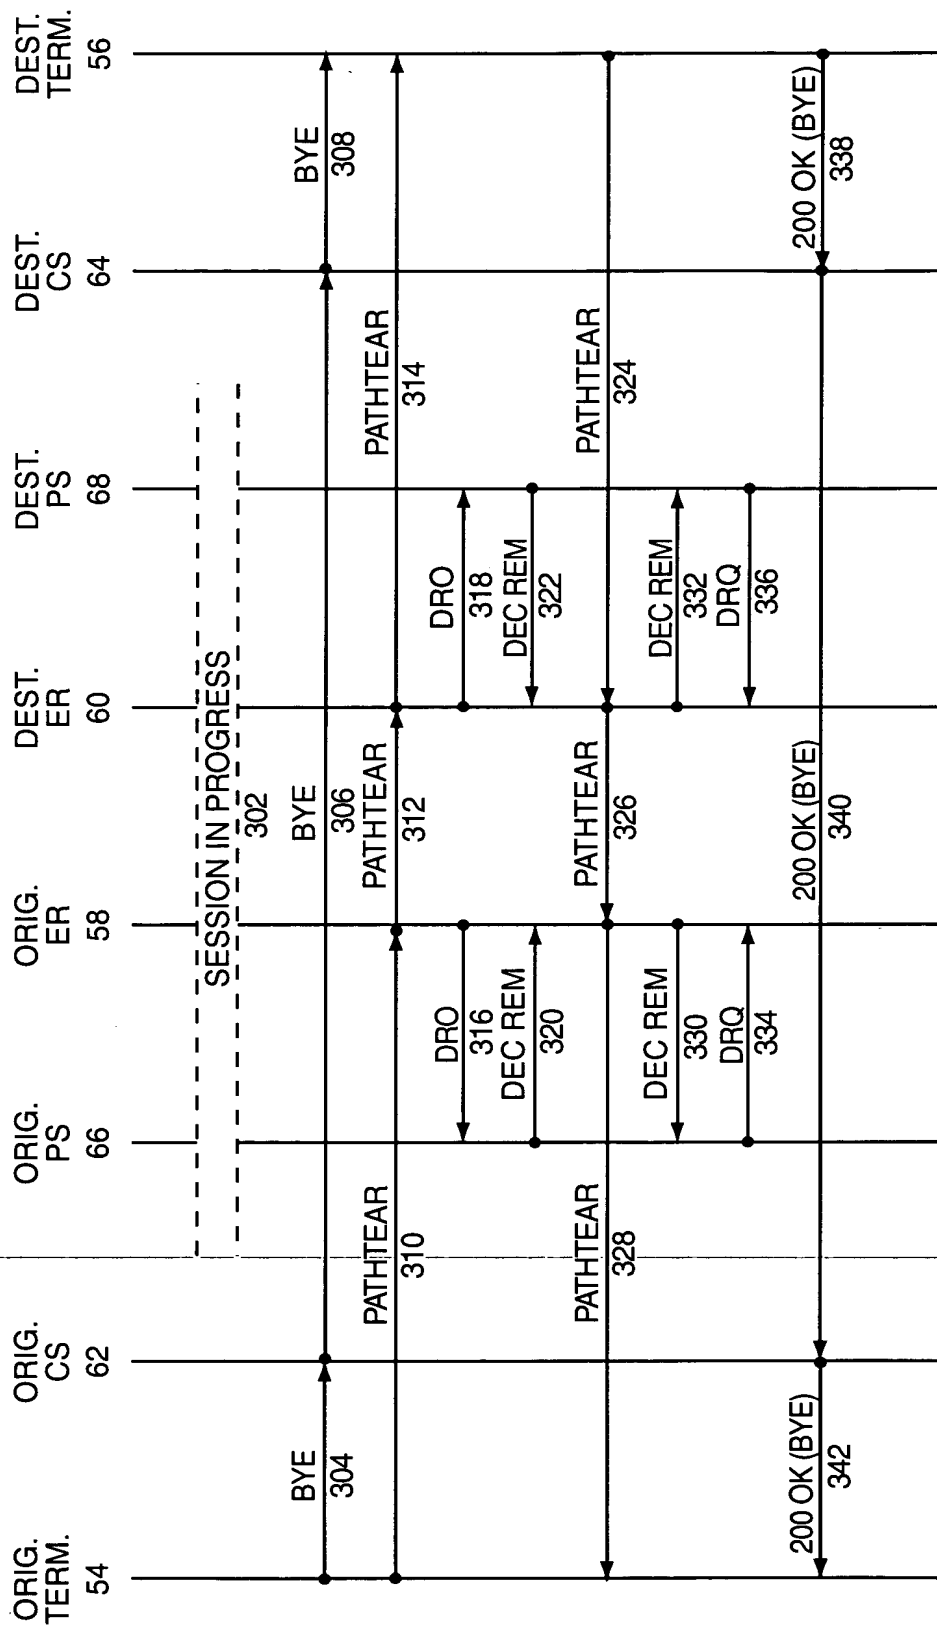 ORIG.
TERM.
54
ORIG.
CS
62
ORIG.
PS
66
ORIG.
ER
58
DEST.
ER
60
DEST.
PS
68
DEST.
CS
64
DEST.
TERM.
56
SESSION IN PROGRESS
302
BYE
304
BYE
306
BYE
308
PATHTEAR
310
PATHTEAR
312
PATHTEAR
314
DRO
316
DRO
318
DEC REM
320
DEC REM
322
PATHTEAR
328
PATHTEAR
326
PATHTEAR
324
DEC REM
330
DEC REM
332
DRQ
334
DRQ
336
200 OK (BYE)
342
200 OK (BYE)
340
200 OK (BYE)
338